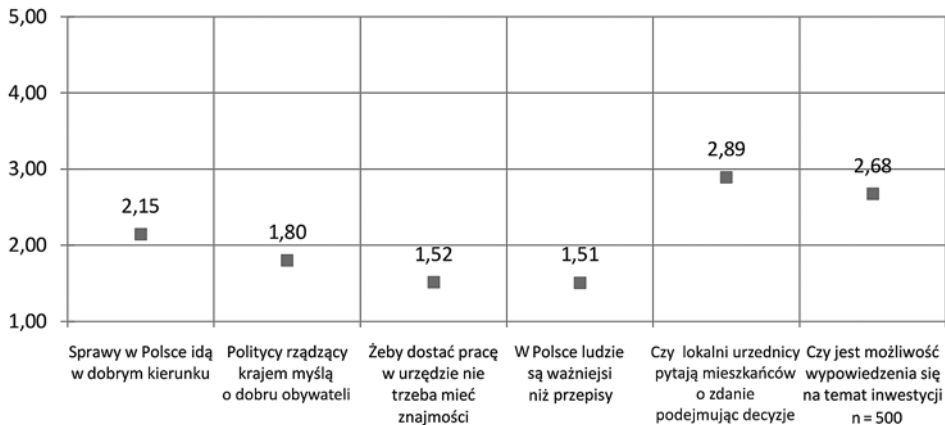 5,00
4,00
3,00
2,00
1,00
2,15
1,80
1,52
1,51
2,89
2,68
Sprawy w Polsce idą
w dobrym kierunku
Politycy rządzący
krajem myślą
o dobru obywateli
Żeby dostać pracę
w urzędzie nie
trzeba mieć
znajmości
W Polsce ludzie
są ważniejsi
niż przepisy
Czy lokalni urzednicy
pytają mieszkańców
o zdanie
podejmując decyzje
Czy jest możliwość
wypowiedzenia się
na temat inwestycji
n = 500